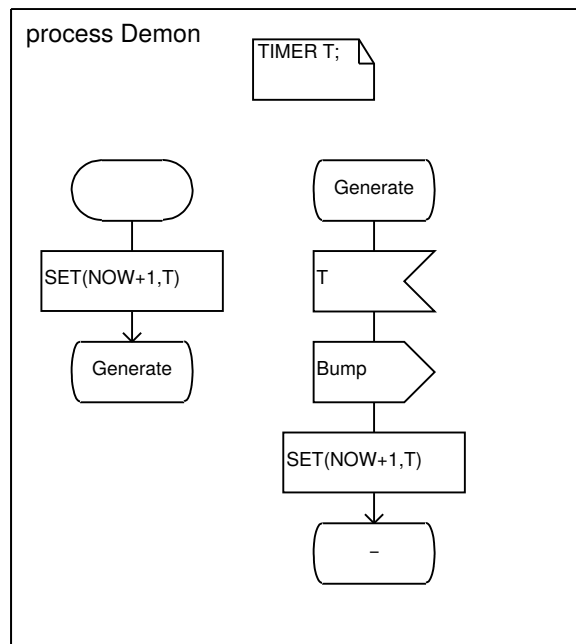 process Demon
TIMER T;
SET(NOW+1,T)
Generate
Generate
T
Bump
SET(NOW+1,T)
–